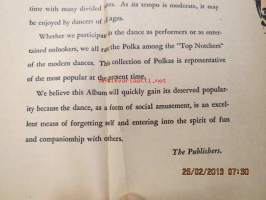 time with many divided ages. As its tempo is moderate, it may
be enjoyed by dancers of ages.
Whether we participate is the dance as performers or as enter-
tained onlookers, we all the Polka among the "Top Notchers"
of the modern dances. This collection of Polkas is representative
of the most popular at the present time.
We believe this Album will quickly gain its deserved popular-
ity because the dance, as a form of social amusement, is an excel-
lent means of forgetting self and entering into the spirit of fun
and companionship with others.
The Publishers.
26/02/2013 07:30